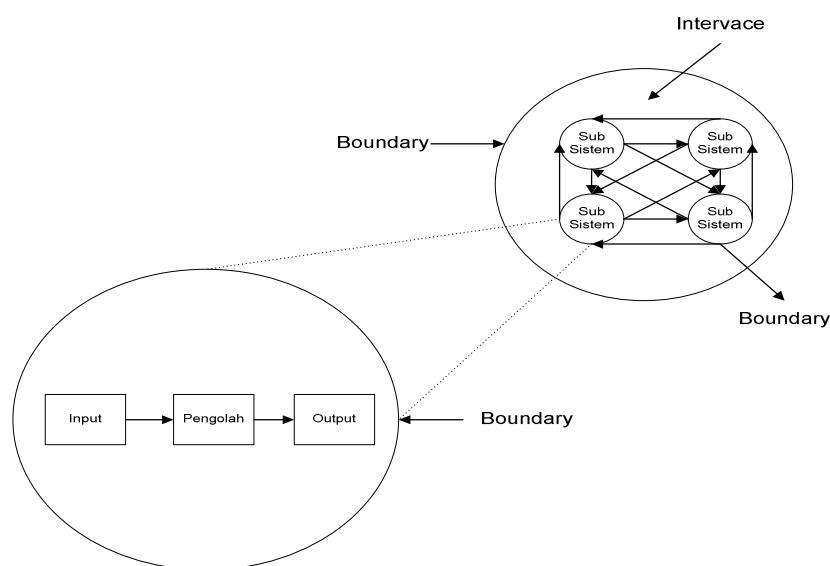 Intervace
Boundary
Sub
Sistem
Sub
Sistem
Sub
Sistem
Sub
Sistem
Boundary
Input
Pengolah
Output
Boundary